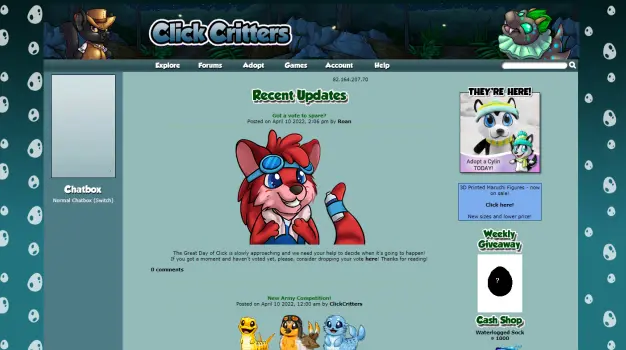 Click Critters
Explore Forums Adopt Games Account Help
82.164.257.70
Recent Updates
Got a vote to spare?
Posted on April 10 2022, 2:06 pm by Roan
The Great Day of Click is slowly approaching and we need your help to decide when it's going to happen!
If you got a moment and haven't voted yet, please, consider dropping your vote here! Thanks for reading!
0 comments
New Army Competition!
Posted on April 10 2022, 12:00 am by ClickCritters
Chatbox
Normal Chatbox (Switch)
THEY'RE HERE!
Adopt a Cylin
TODAY!
3D Printed Maruchi Figures - now
on sale!
Click here!
New sizes and lower price!
Weekly
Giveaway
?
Cash Shop
Waterlogged Sock
1000